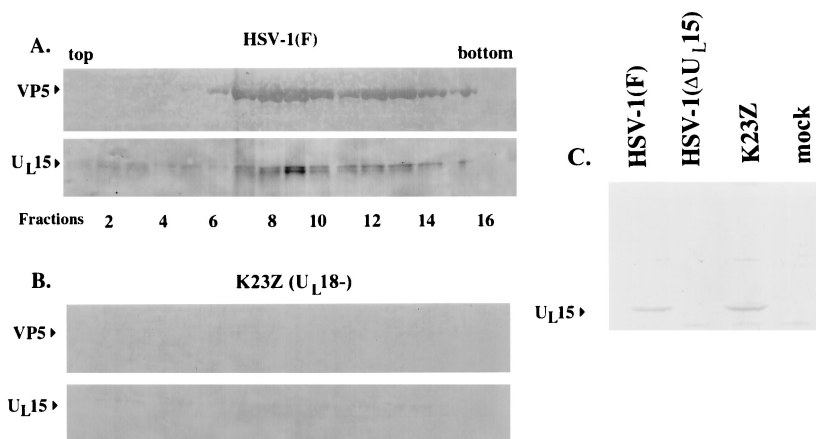 A.
HSV-1(F)
top
bottom
VP5
UL15
Fractions 2 4 6 8 10 12 14 16
B.
K23Z (UL18-)
VP5
UL15
C.
HSV-1(F)
HSV-1(ΔUL15)
K23Z
mock
UL15